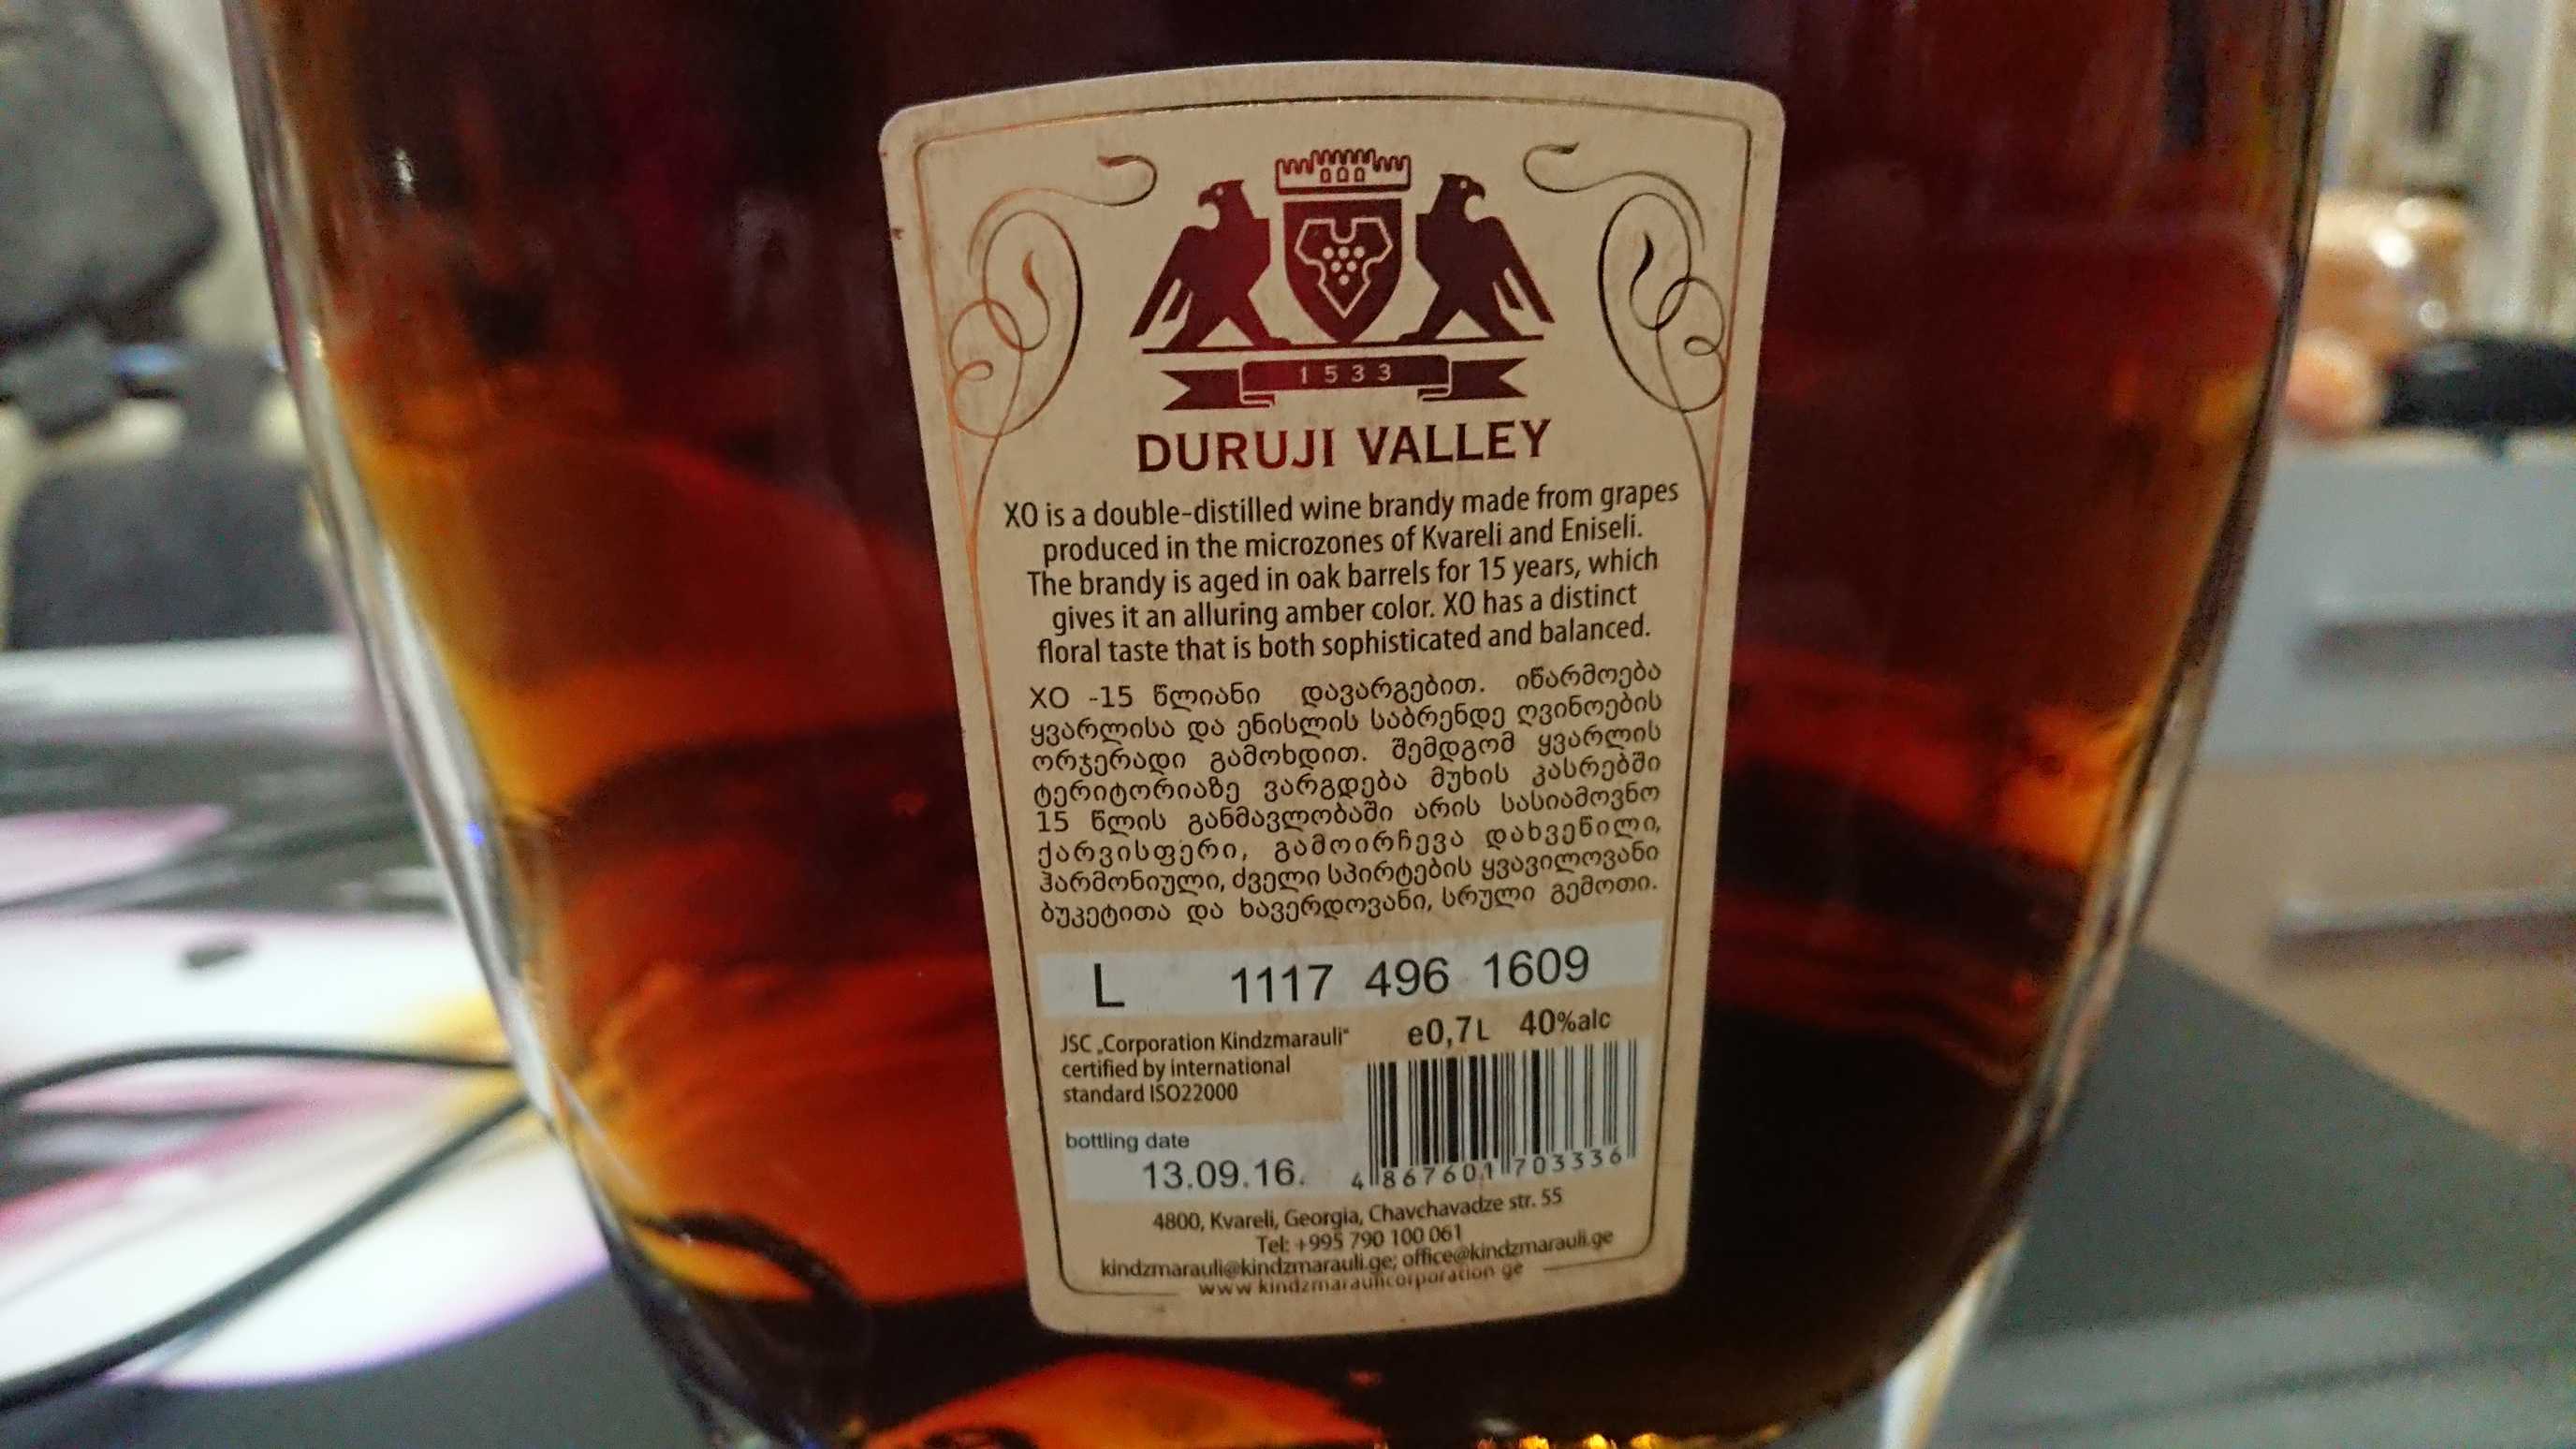 1533
DURUJI VALLEY
XO is a double-distilled wine brandy made from grapes
produced in the microzones of Kvareli and Eniseli.
The brandy is aged in oak barrels for 15 years, which
gives it an alluring amber color. XO has a distinct
floral taste that is both sophisticated and balanced.
XO -15 წლიანი დავარგებით. იწარმოება
ყვარლისა და ენისლის საბრენდე ღვინოების
ორჯერადი გამოხდით. შემდგომ ყვარლის
ტერიტორიაზე ვარგდება მუხის კასრებში
15 წლის განმავლობაში არის სასიამოვნო
ქარვისფერი, გამოირჩევა დახვეწილი,
ჰარმონიული, ძველი სპირტების ყვავილოვანი
ბუკეტითა და ხავერდოვანი, სრული გემოთი.
L 1117 496 1609
e0,7L 40%alc
JSC „Corporation Kindzmarauli“
certified by international
standard ISO22000
bottling date
13.09.16.
4 867601 703336
4800, Kvareli, Georgia, Chavchavadze str. 55
Tel: +995 790 100 061
kindzmarauli@kindzmarauli.ge; office@kindzmarauli.ge
www.kindzmaraulicorporation.ge